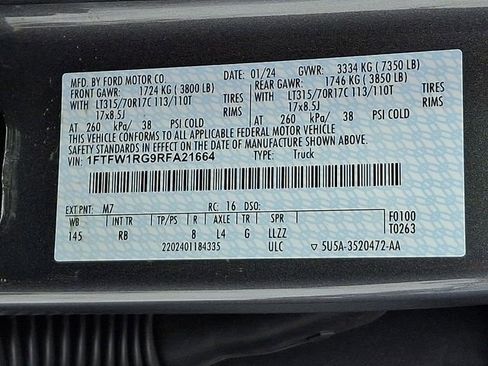 MFD. BY FORD MOTOR CO. DATE: 01/24 GVWR: 3334 KG ( 7350 LB)
FRONT GAWR: 1724 KG ( 3800 LB) REAR GAWR: 1746 KG ( 3850 LB)
LT315/70R17C 113/110T TIRES LT315/70R17C 113/110T TIRES
17x8.5J RIMS 17x8.5J RIMS
AT 260 kPa/ 38 PSI COLD AT 260 kPa/ 38 PSI COLD
THIS VEHICLE CONFORMS TO ALL APPLICABLE FEDERAL MOTOR VEHICLE
SAFETY STANDARDS IN EFFECT ON THE DATE OF MANUFACTURE SHOWN ABOVE.
VIN: 1FTFW1RG9RFA21664 TYPE: Truck
EXT PNT: M7 RC: 16 DSO:
WB INT TR TP/PS R AXLE TR SPR F0100
145 RB 8 L4 G LLZZ T0263
2202401184335 ULC 5U5A-3520472-AA